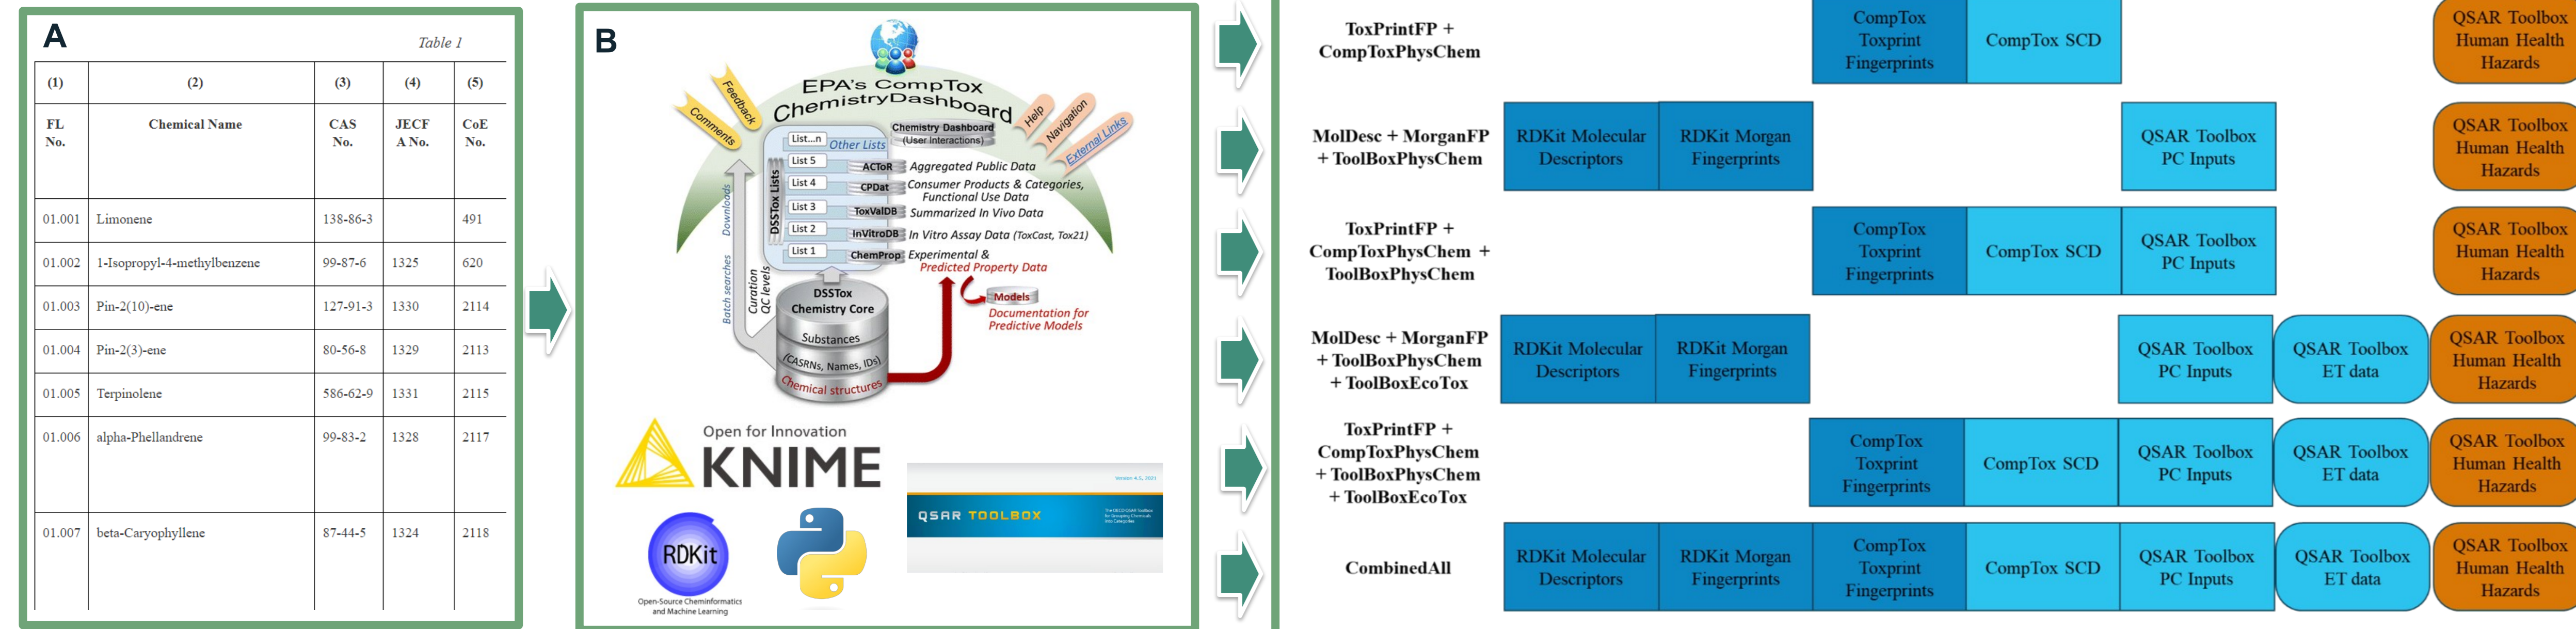 A
Table 1
(1) (2) (3) (4) (5)
FL Chemical Name CAS JECF CoE
No. No. A No. No.
01.001 Limonene 138-86-3 491
01.002 1-Isopropyl-4-methylbenzene 99-87-6 1325 620
01.003 Pin-2(10)-ene 127-91-3 1330 2114
01.004 Pin-2(3)-ene 80-56-8 1329 2113
01.005 Terpinolene 586-62-9 1331 2115
01.006 alpha-Phellandrene 99-83-2 1328 2117
01.007 beta-Caryophyllene 87-44-5 1324 2118
B
EPA's CompTox
ChemistryDashboard
Comments
Feedback
Help
Navigation
External Links
Chemistry Dashboard
(User Interactions)
List...n
Other Lists
List 5
ACToR Aggregated Public Data
List 4
CPDat Consumer Products & Categories,
Functional Use Data
List 3
ToxValDB Summarized In Vivo Data
List 2
InVitroDB In Vitro Assay Data (ToxCast, Tox21)
List 1
ChemProp Experimental &
Predicted Property Data
DSSTox Lists
Batch searches Downloads
Curation
QC levels
Models
Documentation for
Predictive Models
DSSTox
Chemistry Core
Substances
(CASRNs, Names, IDs)
Chemical structures
Open for Innovation
KNIME
RDKit
Open-Source Cheminformatics
and Machine Learning
Version 4.5, 2021
QSAR TOOLBOX
The OECD QSAR Toolbox
for Grouping Chemicals
into Categories
ToxPrintFP +
CompToxPhysChem
CompTox
Toxprint
Fingerprints
CompTox SCD
QSAR Toolbox
Human Health
Hazards
MolDesc + MorganFP
+ ToolBoxPhysChem
RDKit Molecular
Descriptors
RDKit Morgan
Fingerprints
QSAR Toolbox
PC Inputs
QSAR Toolbox
Human Health
Hazards
ToxPrintFP +
CompToxPhysChem +
ToolBoxPhysChem
CompTox
Toxprint
Fingerprints
CompTox SCD
QSAR Toolbox
PC Inputs
QSAR Toolbox
Human Health
Hazards
MolDesc + MorganFP
+ ToolBoxPhysChem
+ ToolBoxEcoTox
RDKit Molecular
Descriptors
RDKit Morgan
Fingerprints
QSAR Toolbox
PC Inputs
QSAR Toolbox
ET data
QSAR Toolbox
Human Health
Hazards
ToxPrintFP +
CompToxPhysChem
+ ToolBoxPhysChem
+ ToolBoxEcoTox
CompTox
Toxprint
Fingerprints
CompTox SCD
QSAR Toolbox
PC Inputs
QSAR Toolbox
ET data
QSAR Toolbox
Human Health
Hazards
CombinedAll
RDKit Molecular
Descriptors
RDKit Morgan
Fingerprints
CompTox
Toxprint
Fingerprints
CompTox SCD
QSAR Toolbox
PC Inputs
QSAR Toolbox
ET data
QSAR Toolbox
Human Health
Hazards